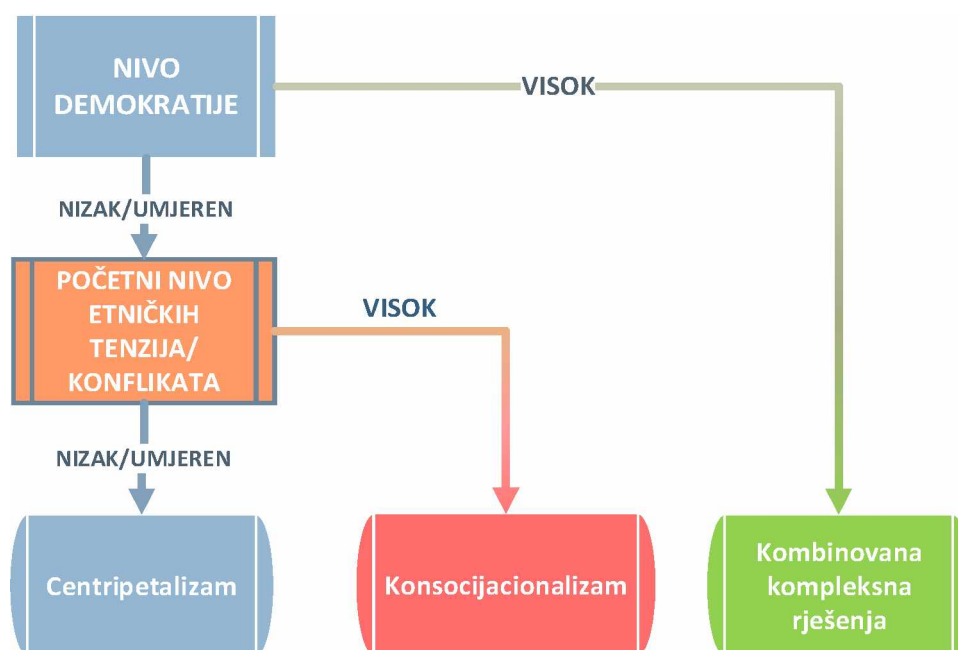 NIVO
DEMOKRATIJE
VISOK
NIZAK/UMJEREN
POČETNI NIVO
ETNIČKIH
TENZIJA/
KONFLIKATA
VISOK
NIZAK/UMJEREN
Centripetalizam
Konsocijacionalizam
Kombinovana
kompleksna
rješenja